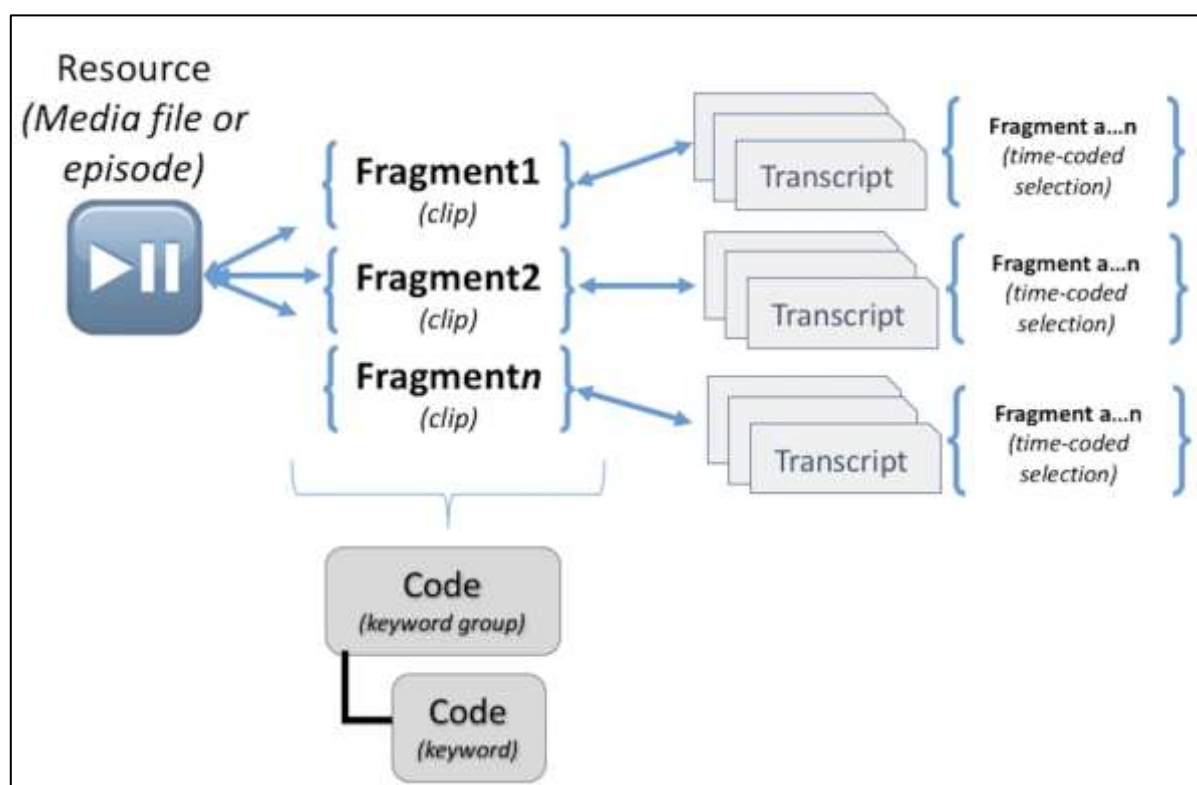 Resource
(Media file or
episode)
Fragment1
(clip)
Fragment2
(clip)
Fragmentn
(clip)
Transcript
Fragment a...n
(time-coded
selection)
Transcript
Fragment a...n
(time-coded
selection)
Transcript
Fragment a...n
(time-coded
selection)
Code
(keyword group)
Code
(keyword)